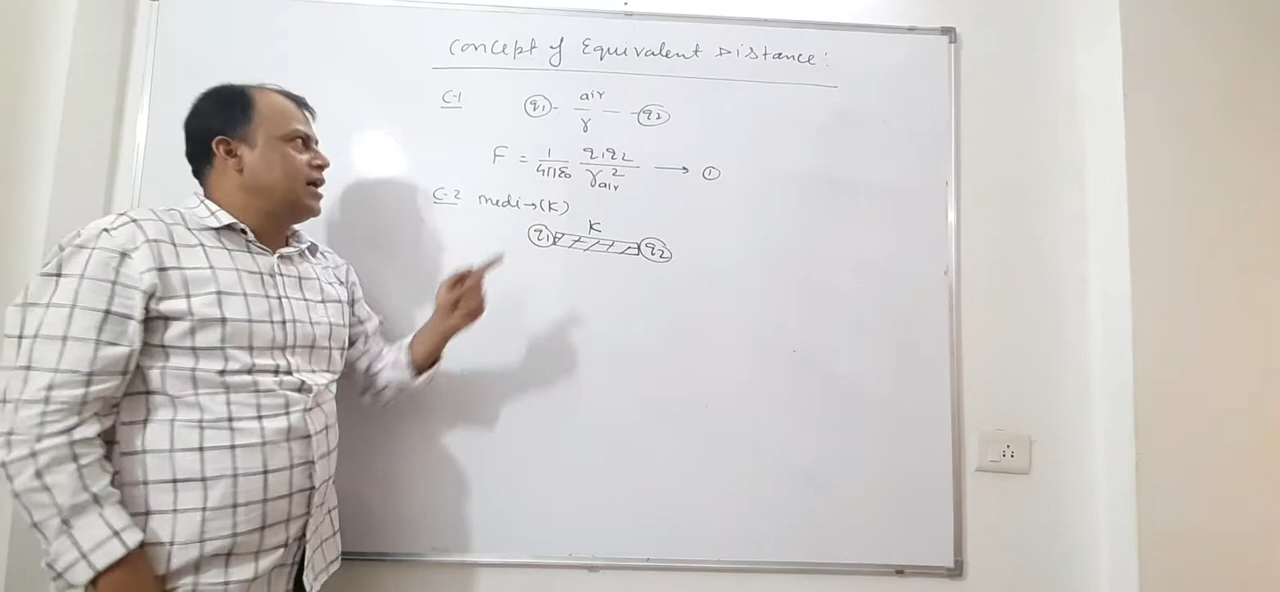 Concept of Equivalent Distance:
C-1 q1 - air/r - - q2
F = 1/4πε0 q1q2/r²air → ①
C-2 medi→(K)
K
q1 q2